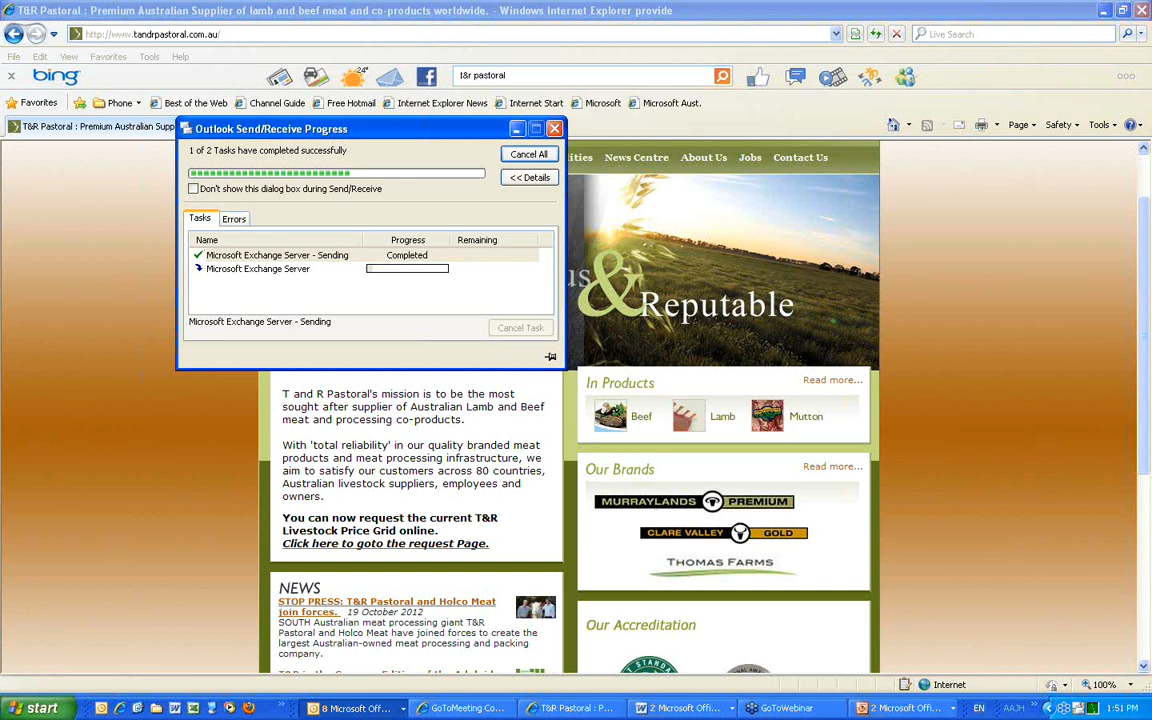 T&R Pastoral : Premium Australian Supplier of lamb and beef meat and co-products worldwide. - Windows Internet Explorer provide
http://www.tandrpastoral.com.au/
Live Search
File Edit View Favorites Tools Help
x bing 24° t&r pastoral
Favorites Phone Best of the Web Channel Guide Free Hotmail Internet Explorer News Internet Start Microsoft Microsoft Aust.
T&R Pastoral : Premium Australian Supp
Page Safety Tools
Outlook Send/Receive Progress
1 of 2 Tasks have completed successfully
Cancel All
<< Details
Don't show this dialog box during Send/Receive
Tasks Errors
Name Progress Remaining
Microsoft Exchange Server - Sending Completed
Microsoft Exchange Server
Microsoft Exchange Server - Sending
Cancel Task
ities News Centre About Us Jobs Contact Us
us & Reputable
T and R Pastoral's mission is to be the most
sought after supplier of Australian Lamb and Beef
meat and processing co-products.
With 'total reliability' in our quality branded meat
products and meat processing infrastructure, we
aim to satisfy our customers across 80 countries,
Australian livestock suppliers, employees and
owners.
You can now request the current T&R
Livestock Price Grid online.
Click here to goto the request Page.
NEWS
STOP PRESS: T&R Pastoral and Holco Meat
join forces. 19 October 2012
SOUTH Australian meat processing giant T&R
Pastoral and Holco Meat have joined forces to create the
largest Australian-owned meat processing and packing
company.
In Products Read more...
Beef Lamb Mutton
Our Brands Read more...
MURRAYLANDS PREMIUM
CLARE VALLEY GOLD
THOMAS FARMS
Our Accreditation
Internet 100%
start 8 Microsoft Off... GoToMeeting Co... T&R Pastoral : P... 2 Microsoft Offi... GoToWebinar 2 Microsoft Offi... EN AAJH 1:51 PM